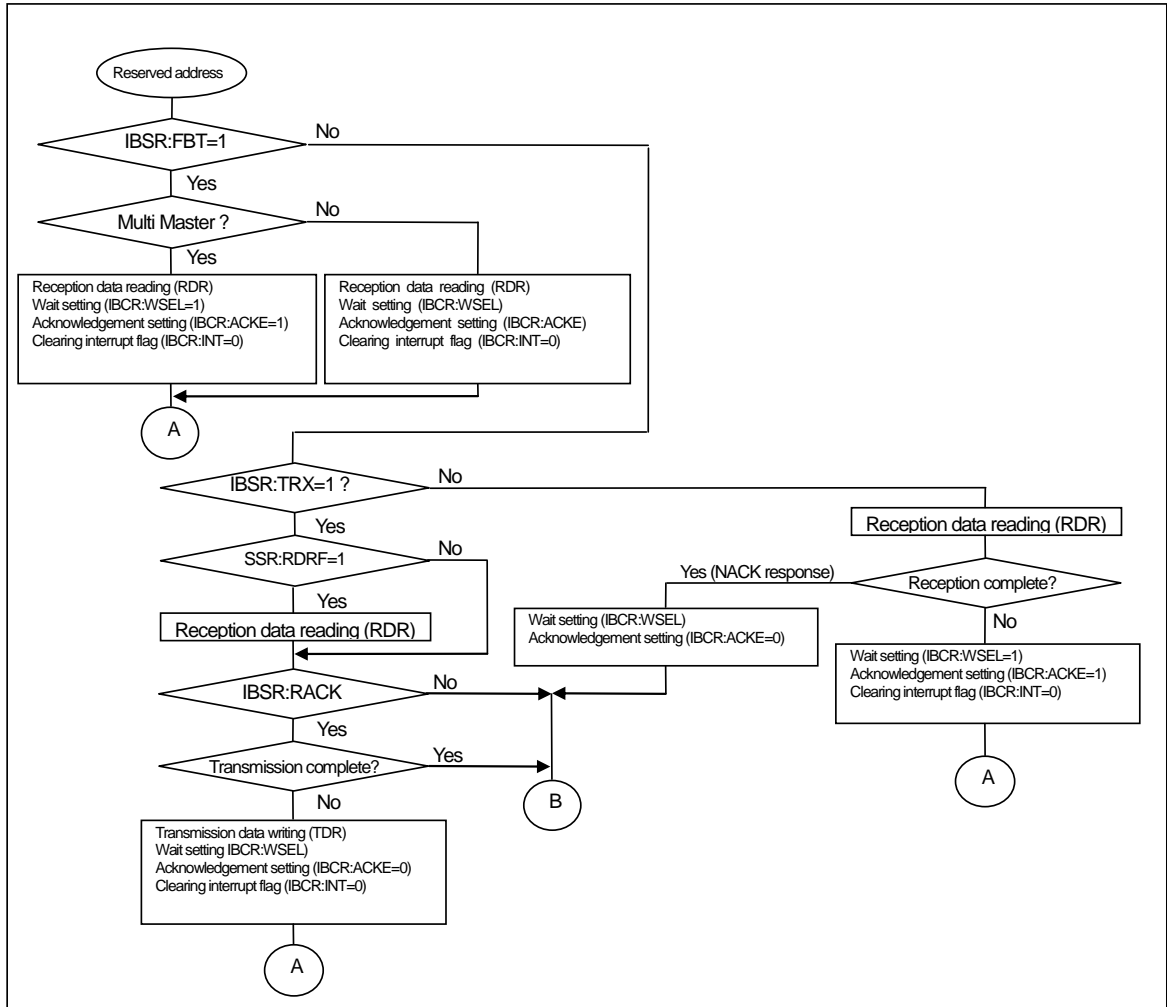 Reserved address
IBSR:FBT=1
No
Yes
Multi Master ?
No
Yes
Reception data reading (RDR)
Wait setting (IBCR:WSEL=1)
Acknowledgement setting (IBCR:ACKE=1)
Clearing interrupt flag (IBCR:INT=0)
Reception data reading (RDR)
Wait setting (IBCR:WSEL)
Acknowledgement setting (IBCR:ACKE)
Clearing interrupt flag (IBCR:INT=0)
A
IBSR:TRX=1 ?
No
Yes
Reception data reading (RDR)
SSR:RDRF=1
No
Yes (NACK response)
Reception complete?
Yes
No
Reception data reading (RDR)
Wait setting (IBCR:WSEL)
Acknowledgement setting (IBCR:ACKE=0)
Wait setting (IBCR:WSEL=1)
Acknowledgement setting (IBCR:ACKE=1)
Clearing interrupt flag (IBCR:INT=0)
IBSR:RACK
No
Yes
Transmission complete?
Yes
A
B
No
Transmission data writing (TDR)
Wait setting IBCR:WSEL)
Acknowledgement setting (IBCR:ACKE=0)
Clearing interrupt flag (IBCR:INT=0)
A